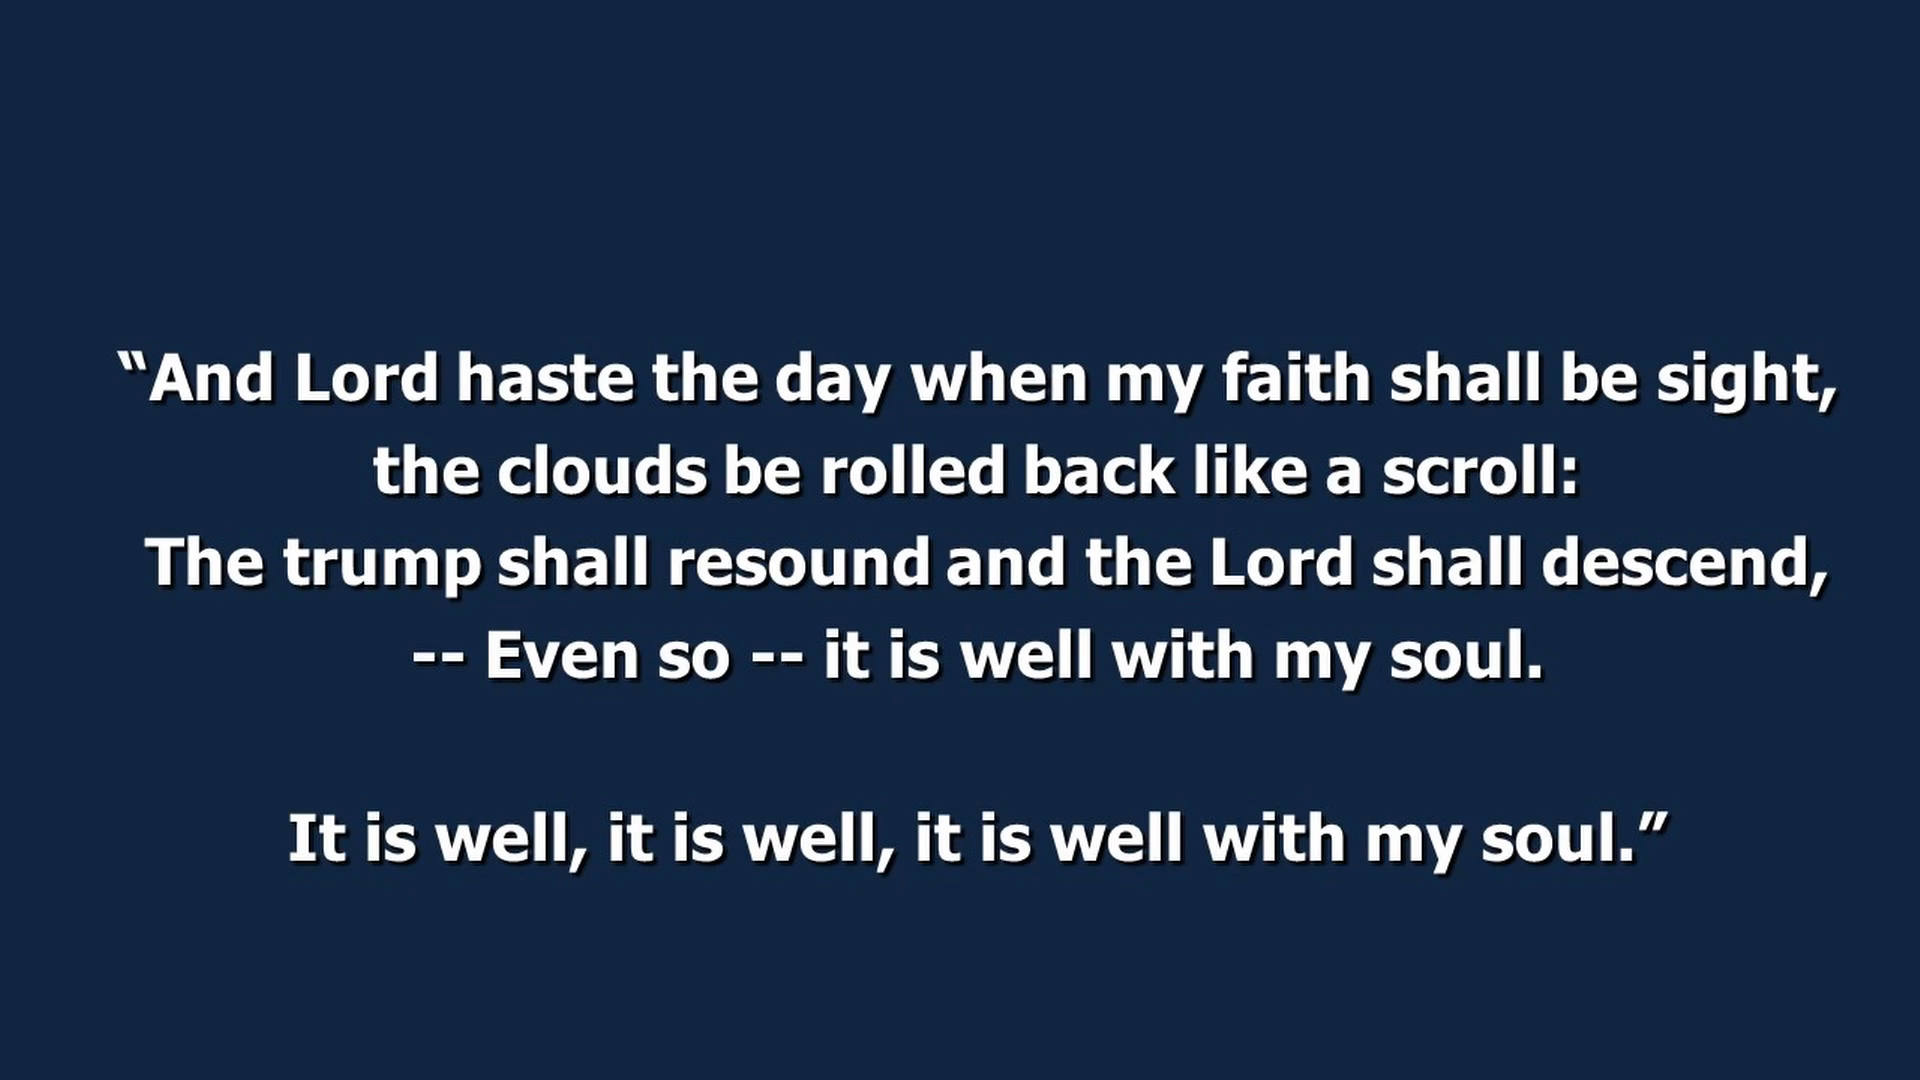 “And Lord haste the day when my faith shall be sight,
the clouds be rolled back like a scroll:
The trump shall resound and the Lord shall descend,
-- Even so -- it is well with my soul.
It is well, it is well, it is well with my soul.”